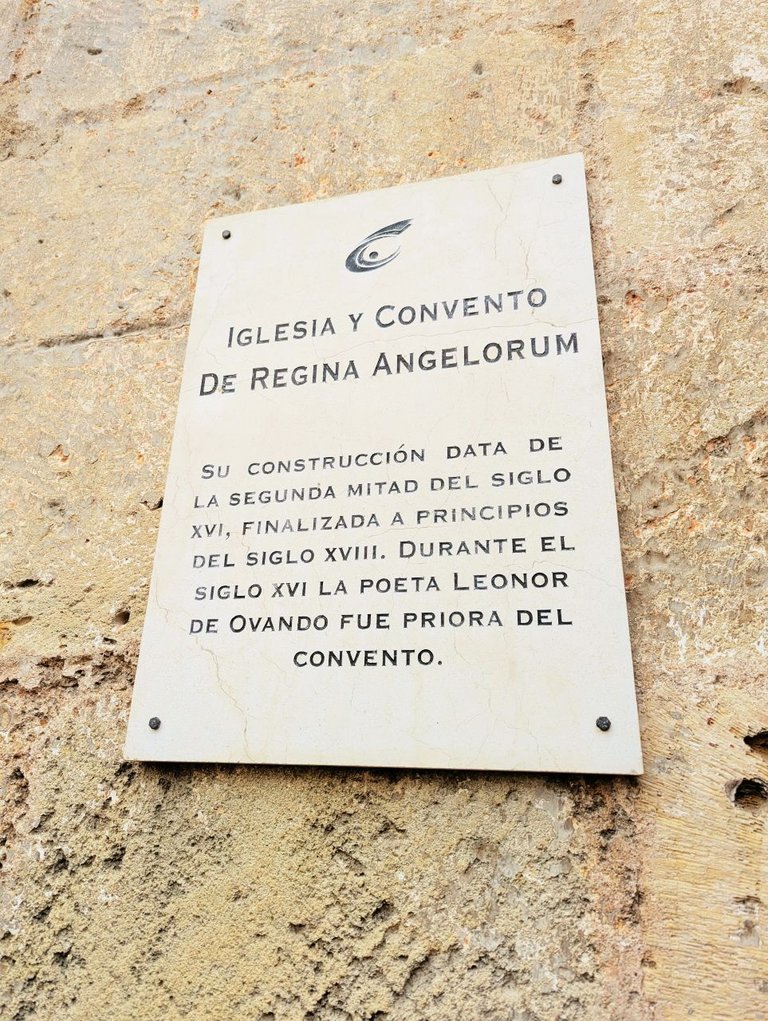 Iglesia y Convento
De Regina Angelorum
Su construcción data de
la segunda mitad del siglo
XVI, finalizada a principios
del siglo XVIII. Durante el
siglo XVI la poeta Leonor
de Ovando fue priora del
convento.